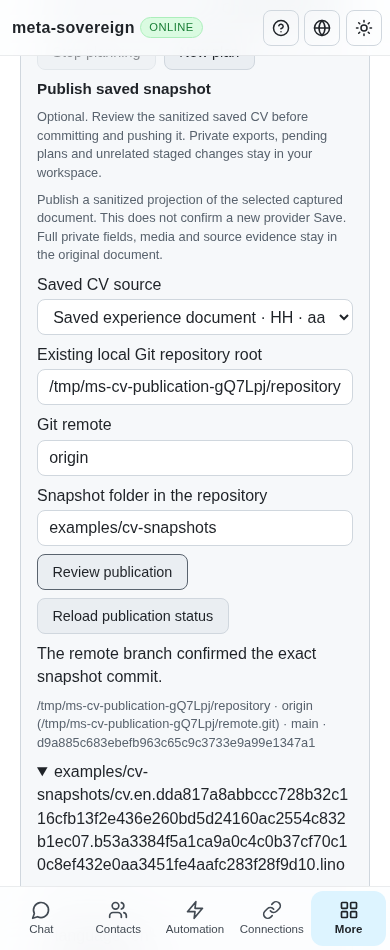 meta-sovereign ONLINE
Stop planning New plan
Publish saved snapshot
Optional. Review the sanitized saved CV before
committing and pushing it. Private exports, pending
plans and unrelated staged changes stay in your
workspace.
Publish a sanitized projection of the selected captured
document. This does not confirm a new provider Save.
Full private fields, media and source evidence stay in
the original document.
Saved CV source
Saved experience document · HH · aa
Existing local Git repository root
/tmp/ms-cv-publication-gQ7Lpj/repository
Git remote
origin
Snapshot folder in the repository
examples/cv-snapshots
Review publication
Reload publication status
The remote branch confirmed the exact
snapshot commit.
/tmp/ms-cv-publication-gQ7Lpj/repository · origin
(/tmp/ms-cv-publication-gQ7Lpj/remote.git) · main ·
d9a885c683ebefb963c65c9c3733e9a99e1347a1
▼ examples/cv-
snapshots/cv.en.dda817a8abbccc728b32c1
16cfb13f2e436e260bd5d24160ac2554c832
b1ec07.b53a3384f5a1ca9a0c4c0b37cf70c1
0c8ef432e0aa3451fe4aafc283f28f9d10.lino
Chat Contacts Automation Connections More